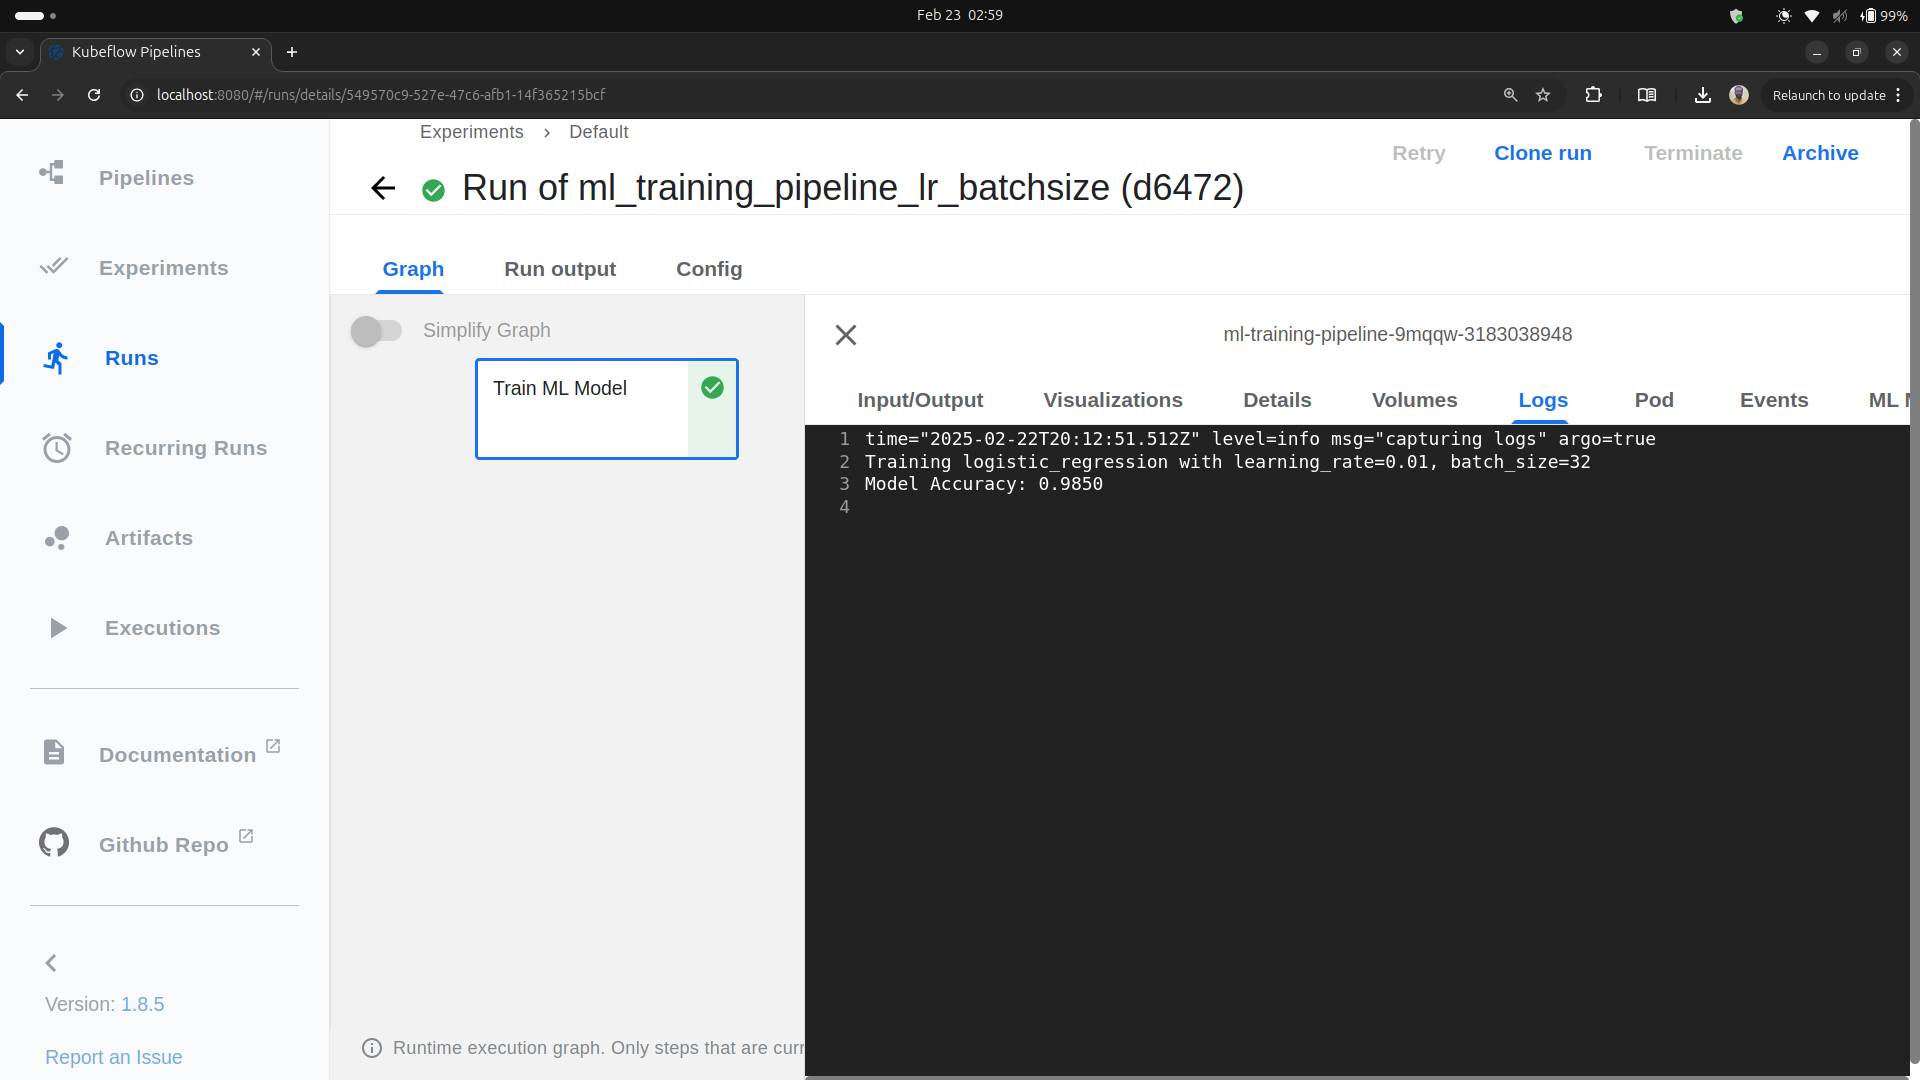 Feb 23 02:59
99%
Kubeflow Pipelines
localhost:8080/#/runs/details/549570c9-527e-47c6-afb1-14f365215bcf
Relaunch to update
Pipelines
Experiments
Runs
Recurring Runs
Artifacts
Executions
Documentation
Github Repo
Version: 1.8.5
Report an Issue
Experiments > Default
Retry
Clone run
Terminate
Archive
Run of ml_training_pipeline_lr_batchsize (d6472)
Graph
Run output
Config
Simplify Graph
Train ML Model
Runtime execution graph. Only steps that are curr
ml-training-pipeline-9mqqw-3183038948
Input/Output
Visualizations
Details
Volumes
Logs
Pod
Events
ML
1 time="2025-02-22T20:12:51.512Z" level=info msg="capturing logs" argo=true
2 Training logistic_regression with learning_rate=0.01, batch_size=32
3 Model Accuracy: 0.9850
4